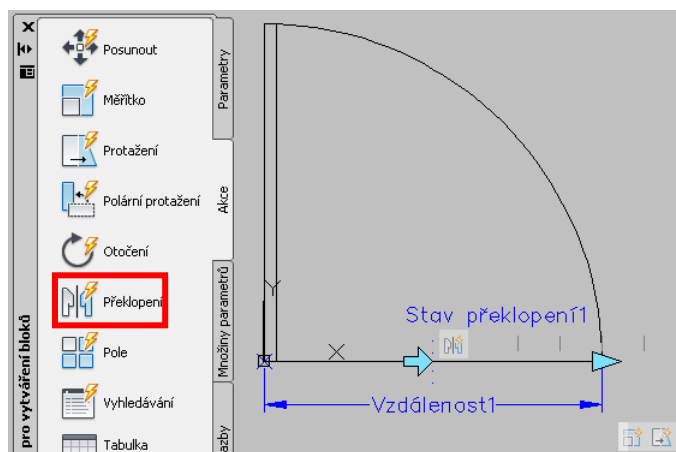 Posunout
Měřítko
Protažení
Polární protažení
Otočení
Překlopení
Pole
Vyhledávání
Tabulka
Parametry
Akce
Množiny parametrů
azby
pro vytváření bloků
Y
X
Stav překlopení1
Vzdálenost1